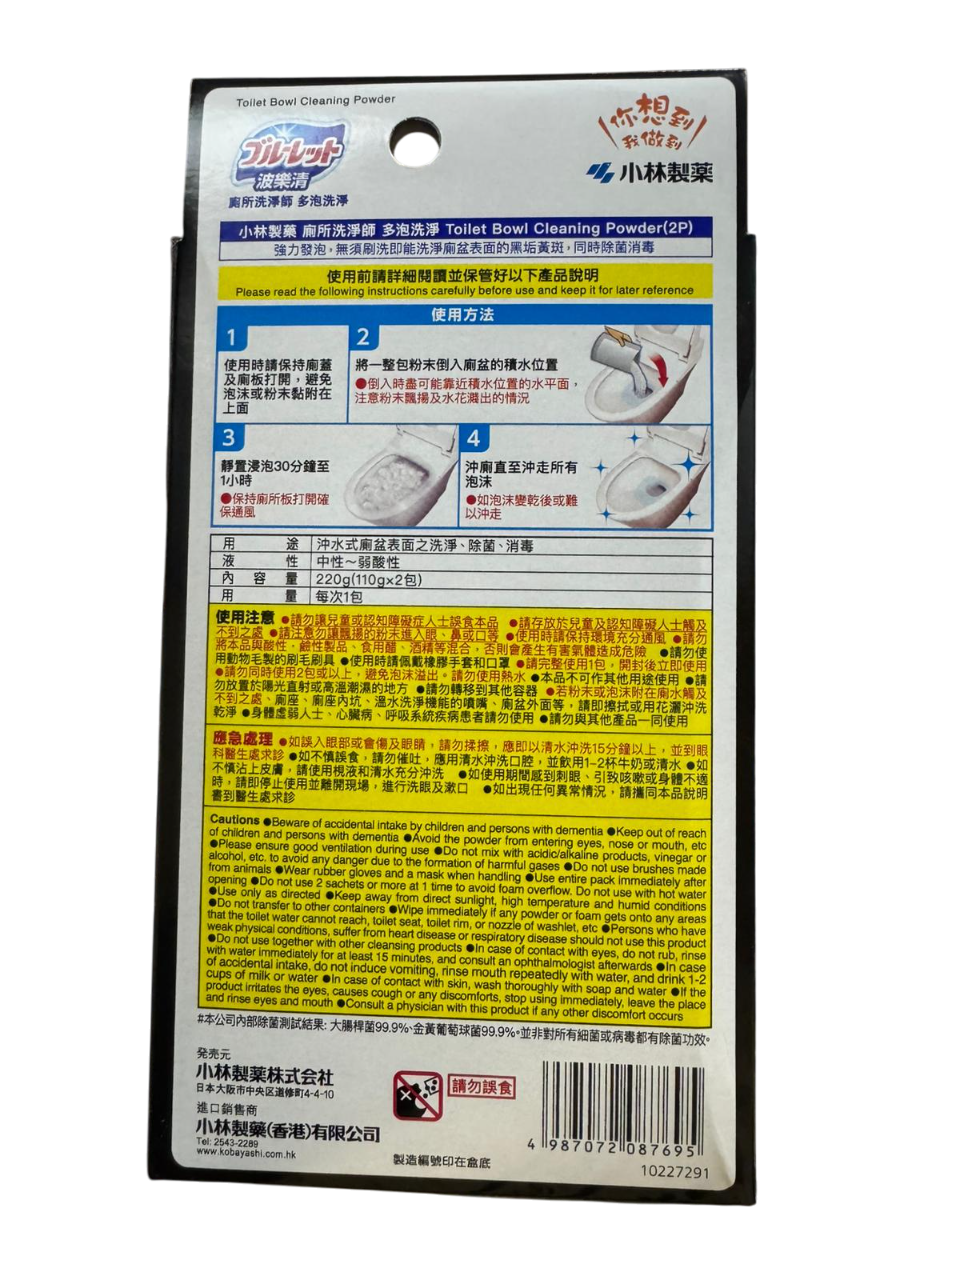 Toilet Bowl Cleaning Powder
ブルーレット
波樂清
廁所洗淨師 多泡洗淨
你想到
我做到
小林製薬
小林製藥 廁所洗淨師 多泡洗淨 Toilet Bowl Cleaning Powder(2P)
強力發泡，無須刷洗即能洗淨廁盆表面的黑垢黃斑，同時除菌消毒
使用前請詳細閱讀並保管好以下產品說明
Please read the following instructions carefully before use and keep it for later reference
使用方法
1
使用時請保持廁蓋
及廁板打開，避免
泡沫或粉末黏附在
上面
2
將一整包粉末倒入廁盆的積水位置
●倒入時盡可能靠近積水位置的水平面，
注意粉末飄揚及水花濺出的情況
3
靜置浸泡30分鐘至
1小時
●保持廁所板打開確
保通風
4
沖廁直至沖走所有
泡沫
●如泡沫變乾後或難
以沖走
用途 沖水式廁盆表面之洗淨、除菌、消毒
液性 中性～弱酸性
內容量 220g(110g×2包)
用量 每次1包
使用注意 ●請勿讓兒童或認知障礙症人士誤食本品 ●請存放於兒童及認知障礙人士觸及
不到之處 ●請注意勿讓飄揚的粉末進入眼、鼻或口等 ●使用時請保持環境充分通風 ●請勿
將本品與酸性、鹼性製品、食用醋、酒精等混合，否則會產生有害氣體造成危險 ●請勿使
用動物毛製的刷毛刷具 ●使用時請佩戴橡膠手套和口罩 ●請完整使用1包，開封後立即使用
●請勿同時使用2包或以上，避免泡沫溢出。請勿使用熱水 ●本品不可作其他用途使用 ●請
勿放置於陽光直射或高溫潮濕的地方 ●請勿轉移到其他容器 ●若粉末或泡沫附在廁水觸及
不到之處、廁座、廁座內坑、溫水洗淨機能的噴嘴、廁盆外面等，請即擦拭或用花灑沖洗
乾淨 ●身體虛弱人士、心臟病、呼吸系統疾病患者請勿使用 ●請勿與其他產品一同使用
應急處理 ●如誤入眼部或會傷及眼睛，請勿揉擦，應即以清水沖洗15分鐘以上，並到眼
科醫生處求診 ●如不慎誤食，請勿催吐，應用清水沖洗口腔，並飲用1-2杯牛奶或清水 ●如
不慎沾上皮膚，請使用梘液和清水充分沖洗 ●如使用期間感到刺眼、引致咳嗽或身體不適
時，請即停止使用並離開現場，進行洗眼及漱口 ●如出現任何異常情況，請攜同本品說明
書到醫生處求診
Cautions ●Beware of accidental intake by children and persons with dementia ●Keep out of reach
of children and persons with dementia ●Avoid the powder from entering eyes, nose or mouth, etc
●Please ensure good ventilation during use ●Do not mix with acidic/alkaline products, vinegar or
alcohol, etc. to avoid any danger due to the formation of harmful gases ●Do not use brushes made
from animals ●Wear rubber gloves and a mask when handling ●Use entire pack immediately after
opening ●Do not use 2 sachets or more at 1 time to avoid foam overflow. Do not use with hot water
●Use only as directed ●Keep away from direct sunlight, high temperature and humid conditions
●Do not transfer to other containers ●Wipe immediately if any powder or foam gets onto any areas
that the toilet water cannot reach, toilet seat, toilet rim, or nozzle of washlet, etc ●Persons who have
weak physical conditions, suffer from heart disease or respiratory disease should not use this product
●Do not use together with other cleansing products ●In case of contact with eyes, do not rub, rinse
with water immediately for at least 15 minutes, and consult an ophthalmologist afterwards ●In case
of accidental intake, do not induce vomiting, rinse mouth repeatedly with water, and drink 1-2
cups of milk or water ●In case of contact with skin, wash thoroughly with soap and water ●If the
product irritates the eyes, causes cough or any discomforts, stop using immediately, leave the place
and rinse eyes and mouth ●Consult a physician with this product if any other discomfort occurs
#本公司內部除菌測試結果: 大腸桿菌99.9%、金黃葡萄球菌99.9%。並非對所有細菌或病毒都有除菌功效。
発売元
小林製薬株式会社
日本大阪市中央区道修町4-4-10
進口銷售商
小林製藥(香港)有限公司
Tel: 2543-2289
www.kobayashi.com.hk
請勿誤食
製造編號印在盒底
4 987072 087695
10227291